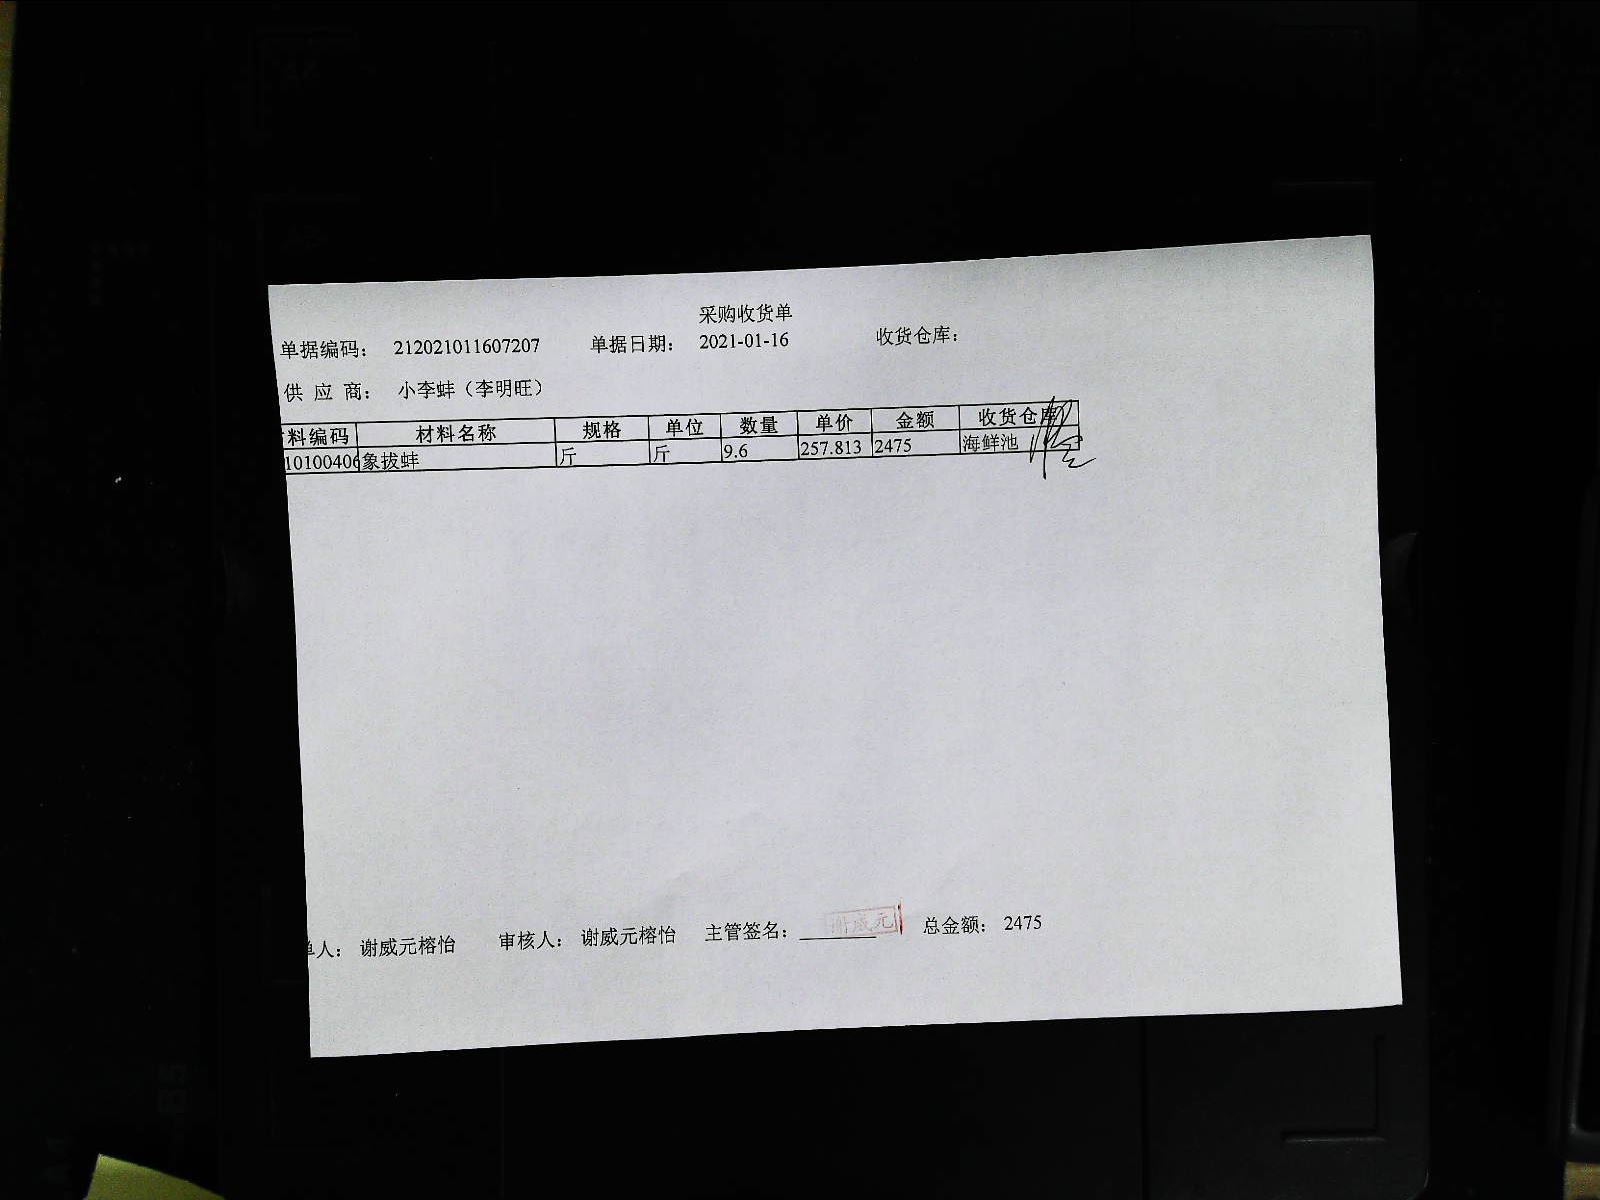 采购收货单
单据编码： 212021011607207 单据日期： 2021-01-16 收货仓库：
供 应 商： 小李蚌（李明旺）
料编码 材料名称 规格 单位 数量 单价 金额 收货仓库
10100406 象拔蚌 斤 斤 9.6 257.813 2475 海鲜池
单人： 谢威元榕怡 审核人： 谢威元榕怡 主管签名： 谢威元 总金额： 2475